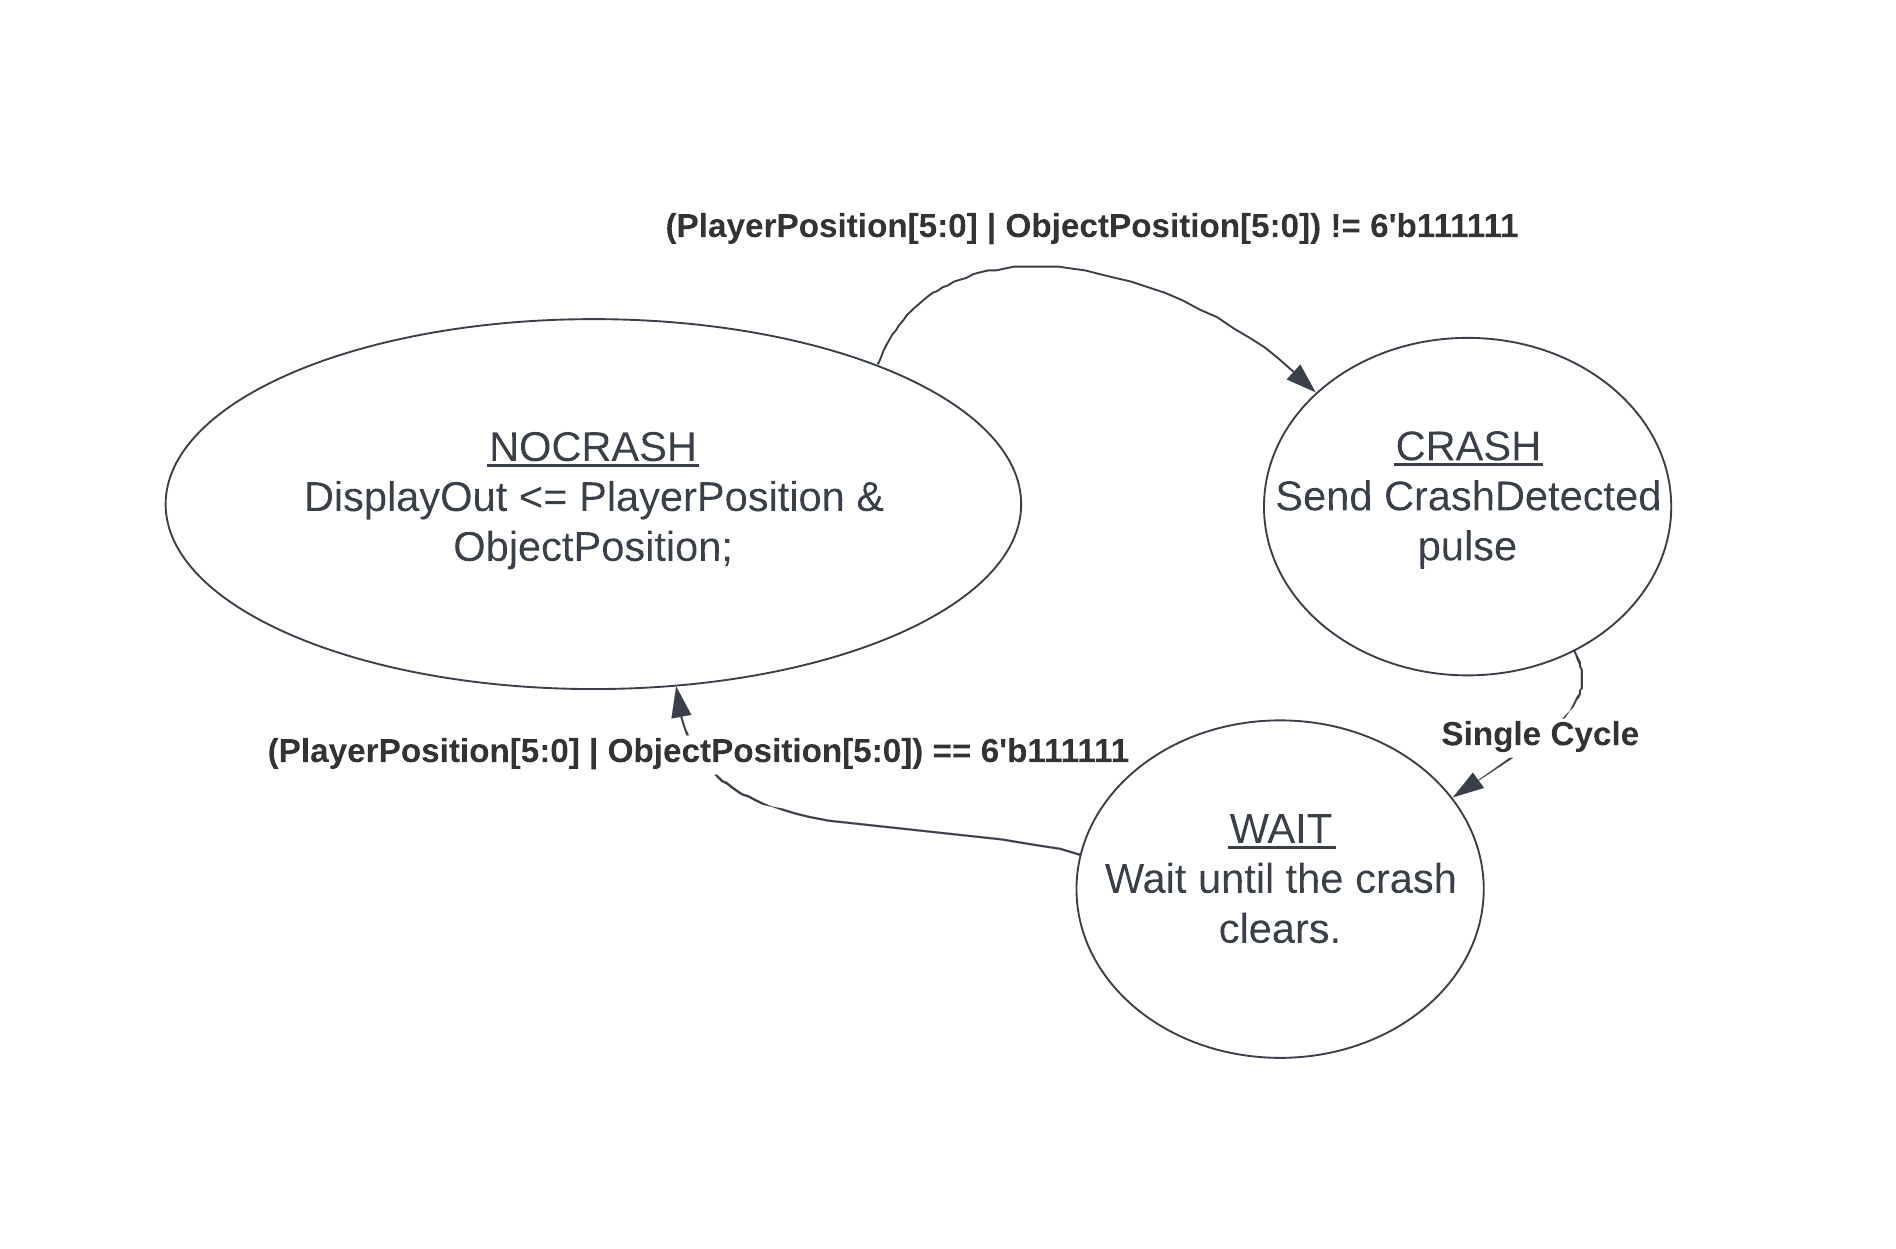 (PlayerPosition[5:0] | ObjectPosition[5:0]) != 6'b111111
NOCRASH
DisplayOut <= PlayerPosition &
ObjectPosition;
CRASH
Send CrashDetected
pulse
Single Cycle
(PlayerPosition[5:0] | ObjectPosition[5:0]) == 6'b111111
WAIT
Wait until the crash
clears.